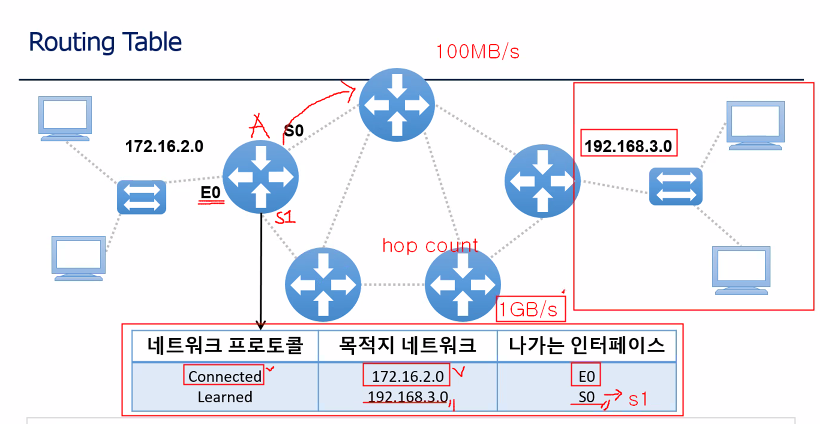 Routing Table
100MB/s
A
S0
172.16.2.0
192.168.3.0
E0
s1
hop count
1GB/s
네트워크 프로토콜 목적지 네트워크 나가는 인터페이스
Connected 172.16.2.0 E0
Learned 192.168.3.0 S0 s1